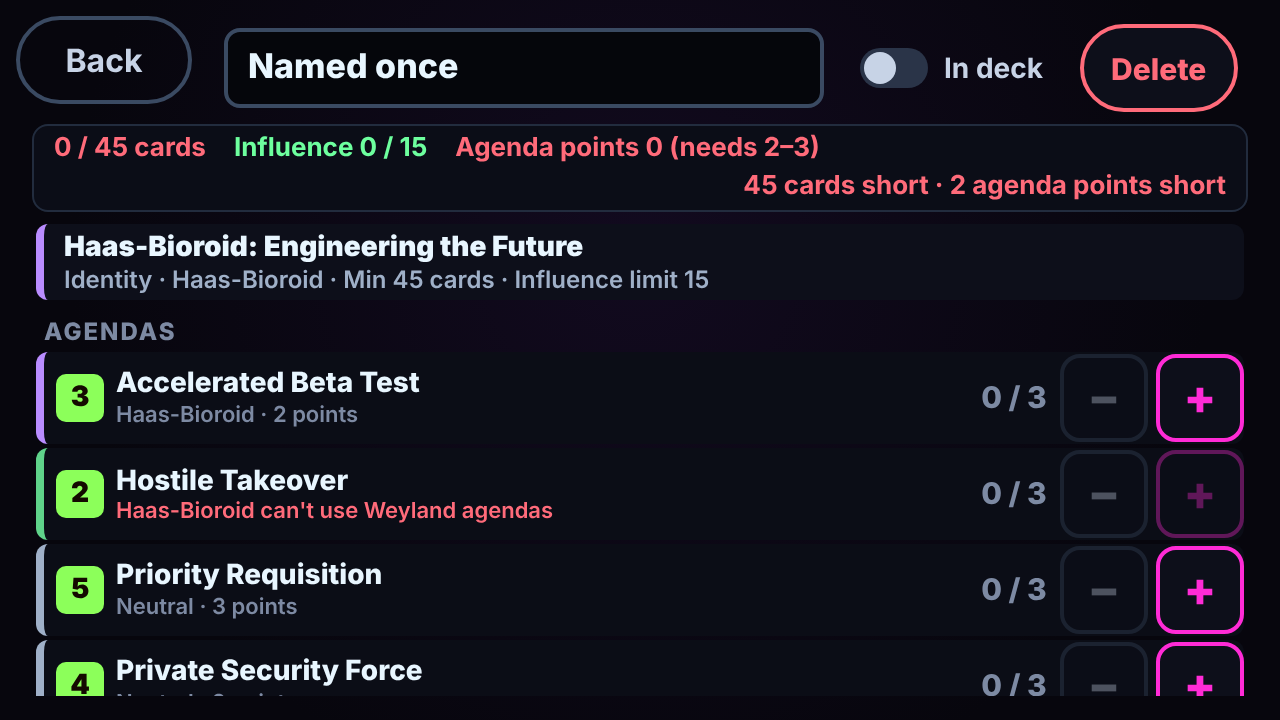 Back
Named once
In deck
Delete
0 / 45 cards Influence 0 / 15 Agenda points 0 (needs 2–3)
45 cards short · 2 agenda points short
Haas-Bioroid: Engineering the Future
Identity · Haas-Bioroid · Min 45 cards · Influence limit 15
AGENDAS
3
Accelerated Beta Test
Haas-Bioroid · 2 points
0 / 3
–
+
2
Hostile Takeover
Haas-Bioroid can't use Weyland agendas
0 / 3
–
+
5
Priority Requisition
Neutral · 3 points
0 / 3
–
+
4
Private Security Force
0 / 3
–
+